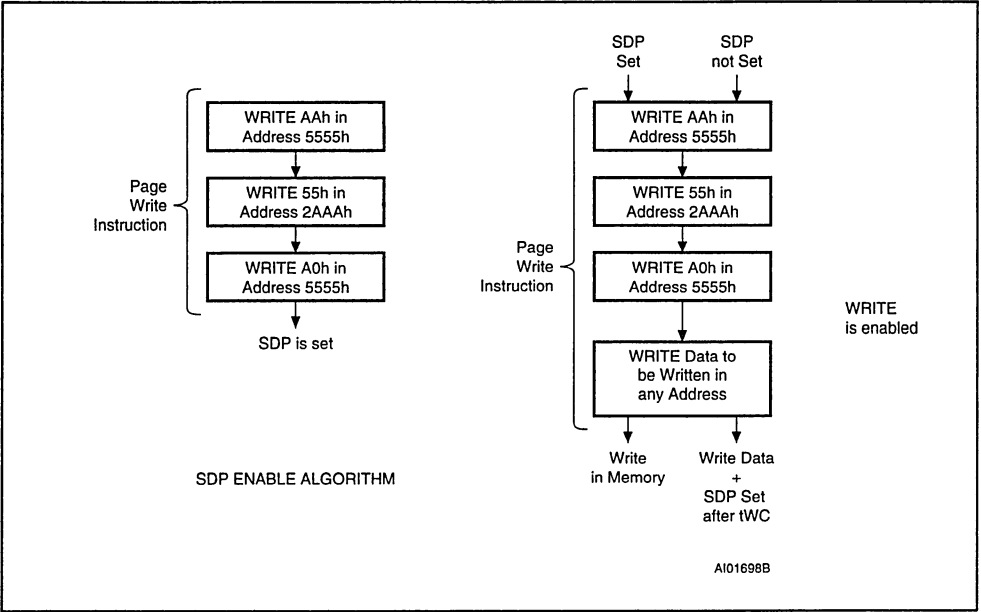 Page
Write
Instruction
WRITE AAh in
Address 5555h
WRITE 55h in
Address 2AAAh
WRITE A0h in
Address 5555h
SDP is set
SDP ENABLE ALGORITHM
SDP
Set
SDP
not Set
Page
Write
Instruction
WRITE AAh in
Address 5555h
WRITE 55h in
Address 2AAAh
WRITE A0h in
Address 5555h
WRITE Data to
be Written in
any Address
Write
in Memory
Write Data
+
SDP Set
after tWC
WRITE
is enabled
AI01698B